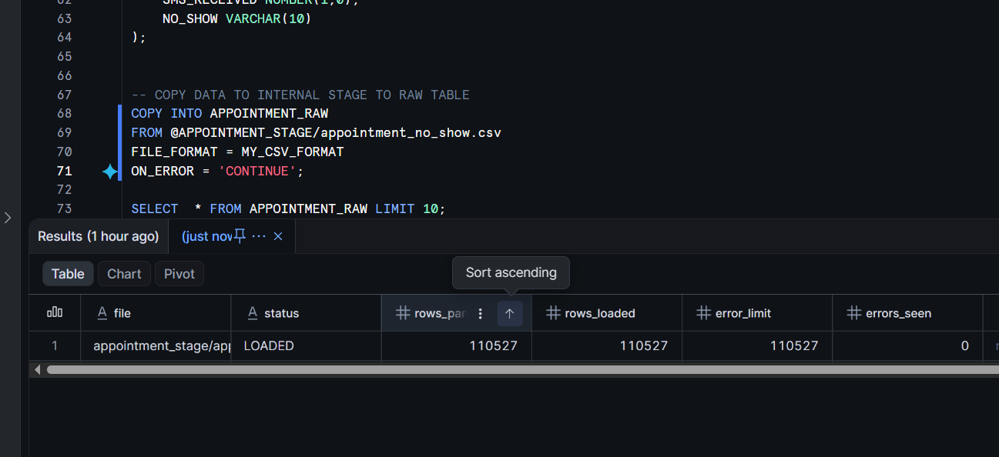 62 SMS_RECEIVED NUMBER(1,0),
63 NO_SHOW VARCHAR(10)
64 );
65
66
67 -- COPY DATA TO INTERNAL STAGE TO RAW TABLE
68 COPY INTO APPOINTMENT_RAW
69 FROM @APPOINTMENT_STAGE/appointment_no_show.csv
70 FILE_FORMAT = MY_CSV_FORMAT
71 ON_ERROR = 'CONTINUE';
72
73 SELECT * FROM APPOINTMENT_RAW LIMIT 10;
Results (1 hour ago) (just now ···
Table Chart Pivot
Sort ascending
A file A status rows_par rows_loaded error_limit errors_seen
1 appointment_stage/app LOADED 110527 110527 110527 0